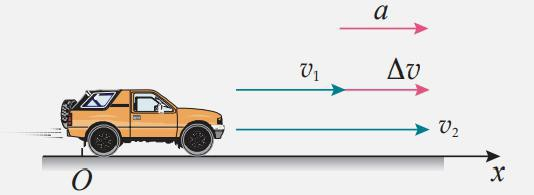 a
v₁ Δv
v₂
O x